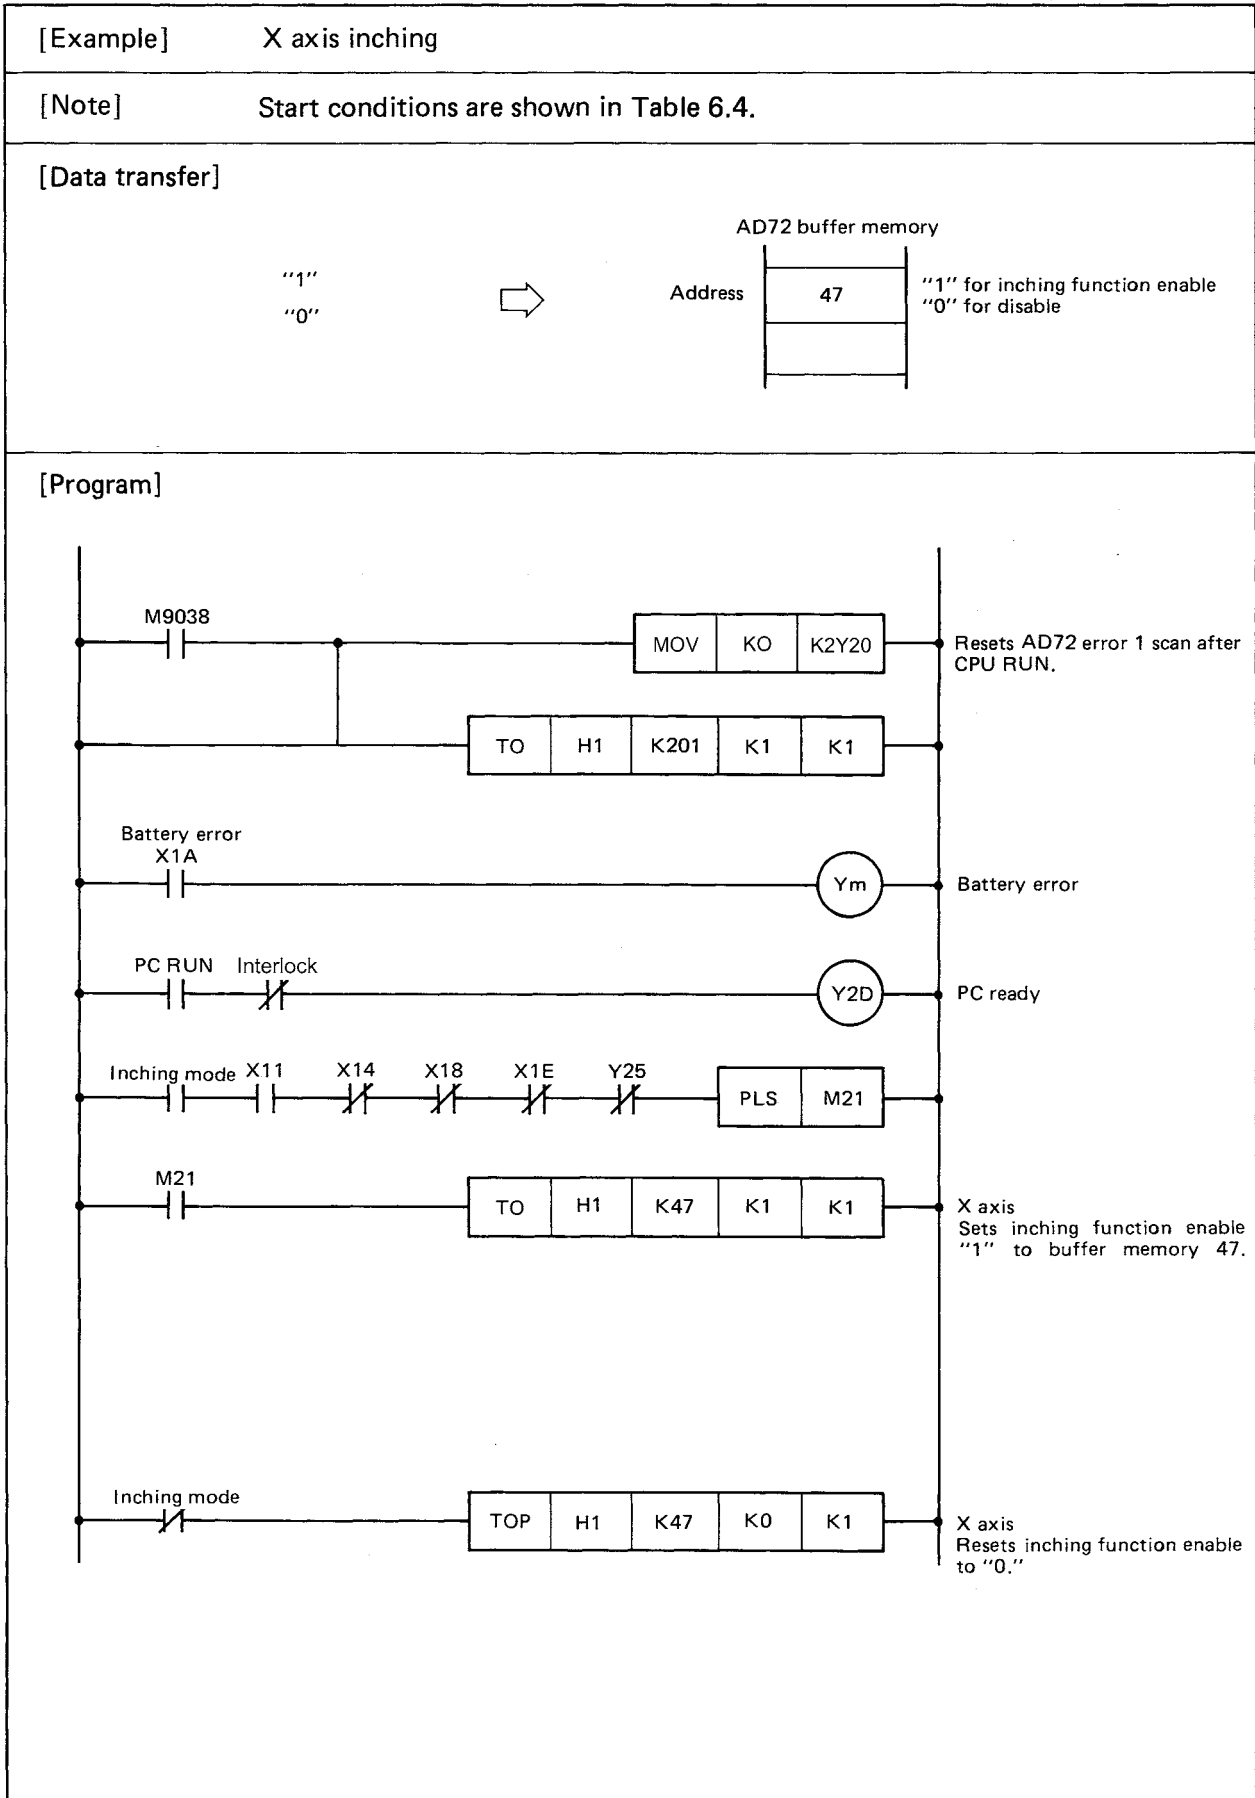 [Example] X axis inching
[Note] Start conditions are shown in Table 6.4.
[Data transfer]
AD72 buffer memory
"1"
"0"
Address 47
"1" for inching function enable
"0" for disable
[Program]
M9038
MOV KO K2Y20
Resets AD72 error 1 scan after
CPU RUN.
TO H1 K201 K1 K1
Battery error
X1A
Ym
Battery error
PC RUN Interlock
Y2D
PC ready
Inching mode X11 X14 X18 X1E Y25
PLS M21
M21
TO H1 K47 K1 K1
X axis
Sets inching function enable
"1" to buffer memory 47.
Inching mode
TOP H1 K47 K0 K1
X axis
Resets inching function enable
to "0."